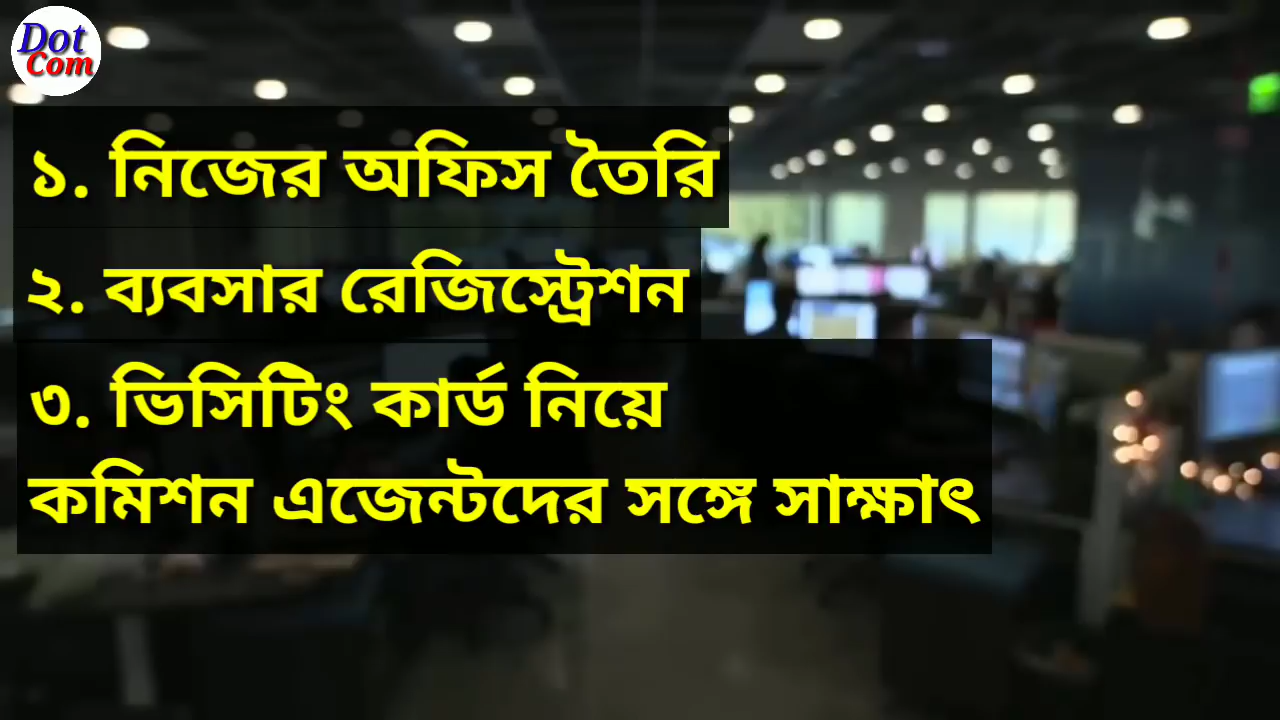 Dot
Com
১. নিজের অফিস তৈরি
২. ব্যবসার রেজিস্ট্রেশন
৩. ভিসিটিং কার্ড নিয়ে
কমিশন এজেন্টদের সঙ্গে সাক্ষাৎ